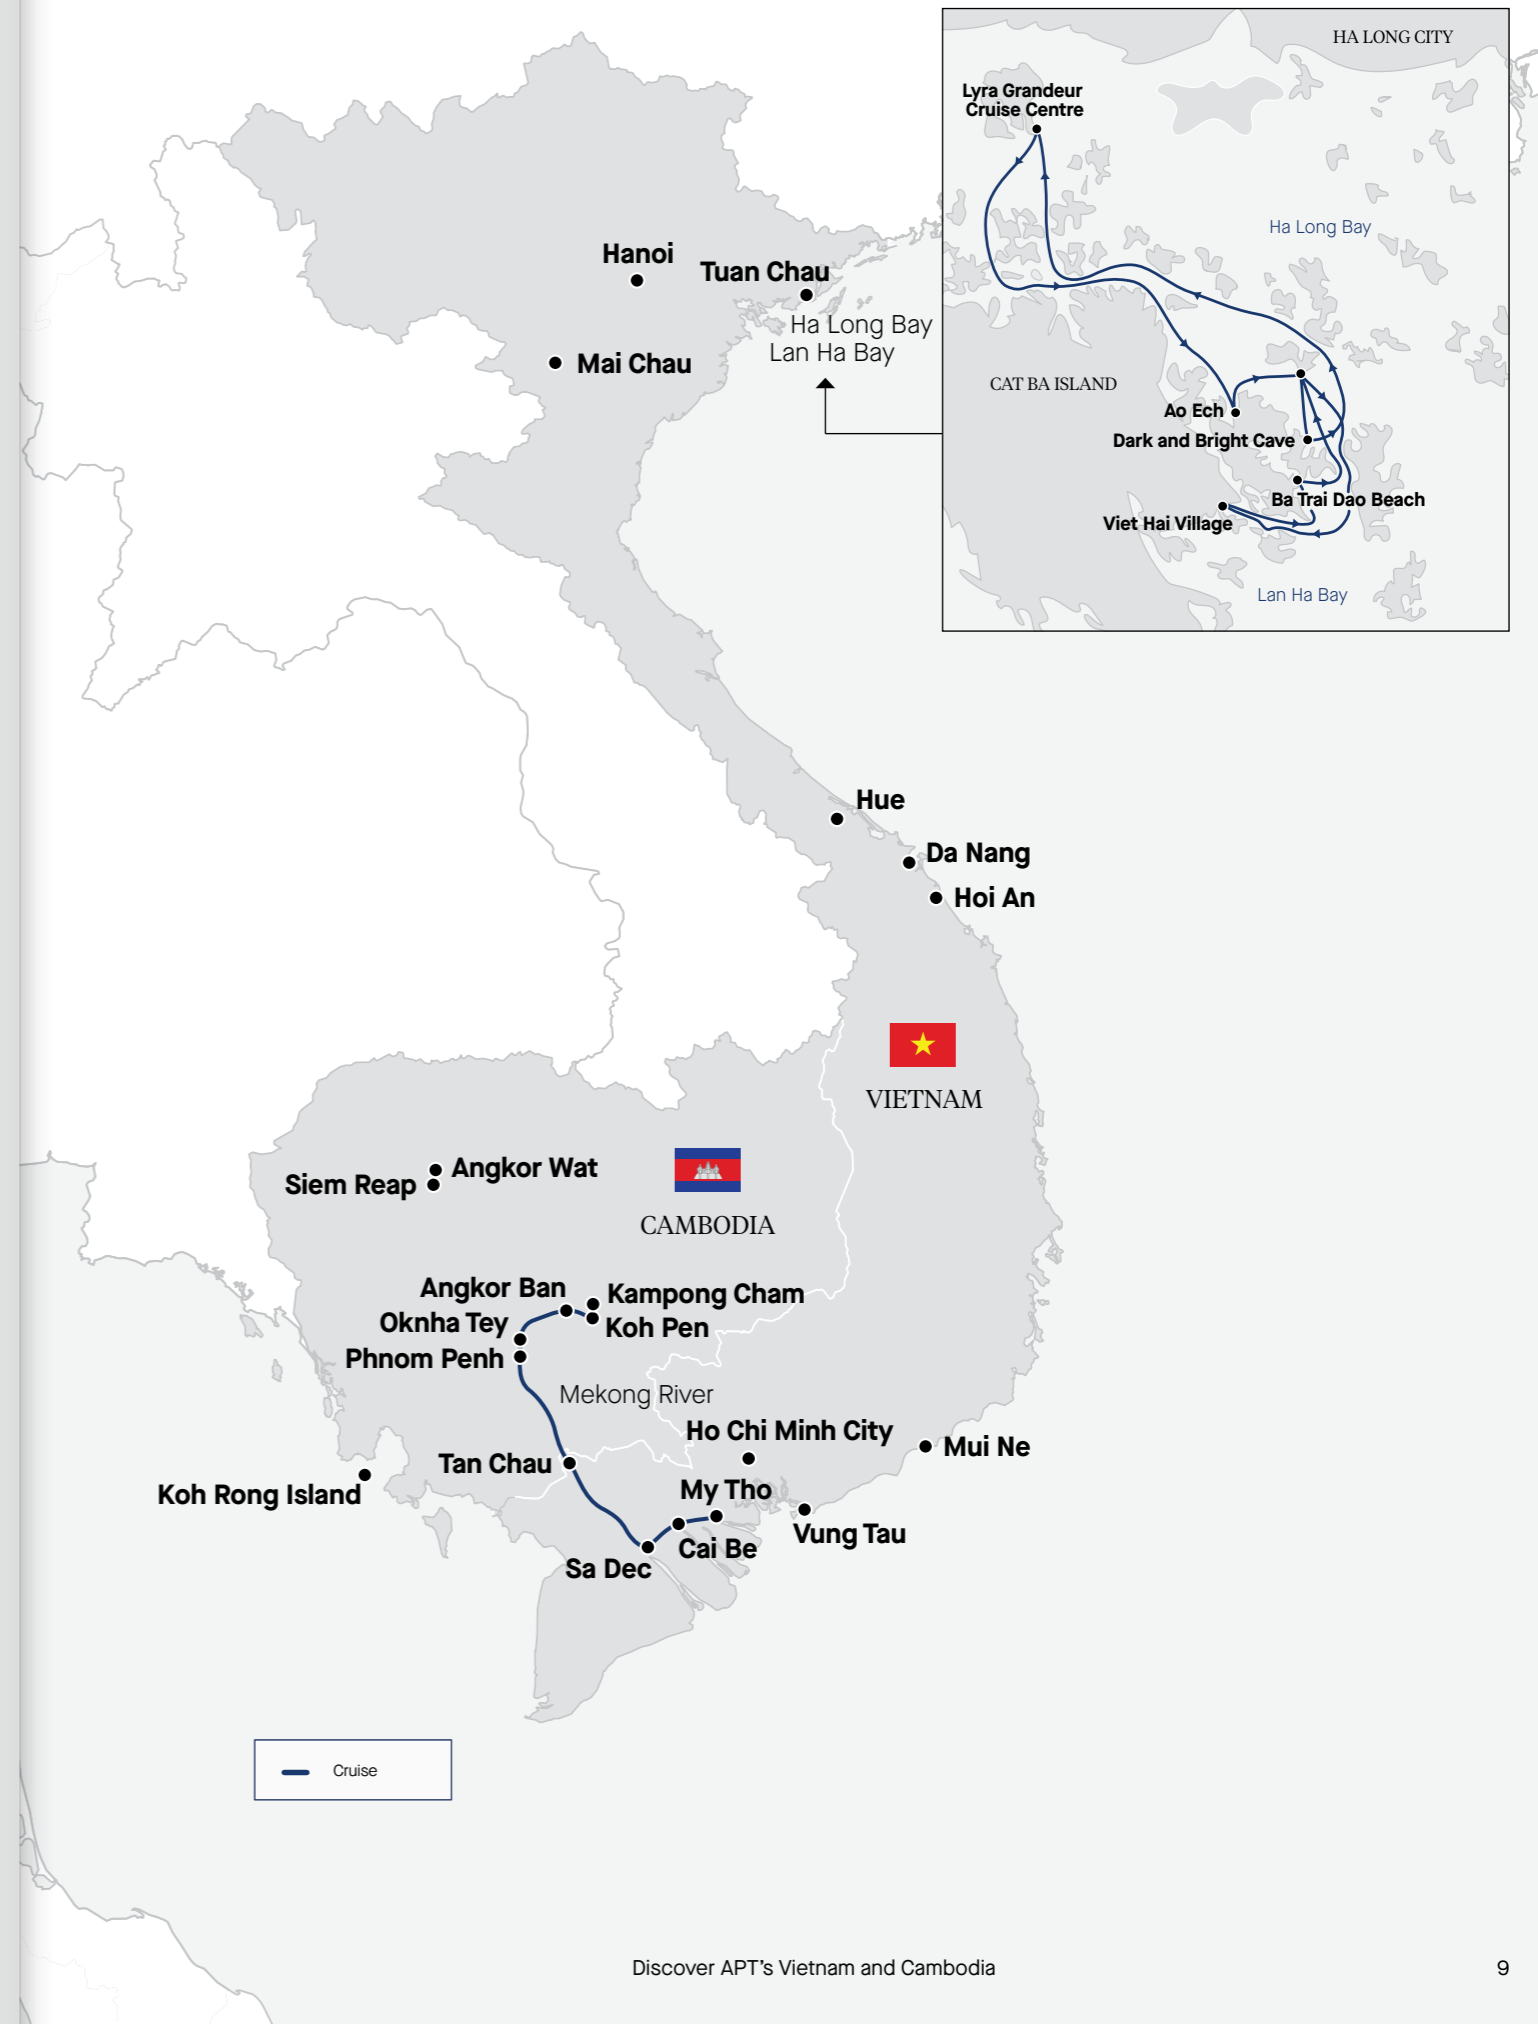 HA LONG CITY
Lyra Grandeur
Cruise Centre
Ha Long Bay
CAT BA ISLAND
Ao Ech
Dark and Bright Cave
Ba Trai Dao Beach
Viet Hai Village
Lan Ha Bay
Hanoi
Tuan Chau
Ha Long Bay
Lan Ha Bay
Mai Chau
Hue
Da Nang
Hoi An
VIETNAM
Angkor Wat
Siem Reap
CAMBODIA
Angkor Ban
Kampong Cham
Oknha Tey
Koh Pen
Phnom Penh
Mekong River
Ho Chi Minh City
Mui Ne
Tan Chau
My Tho
Koh Rong Island
Vung Tau
Cai Be
Sa Dec
Cruise
Discover APT's Vietnam and Cambodia
9